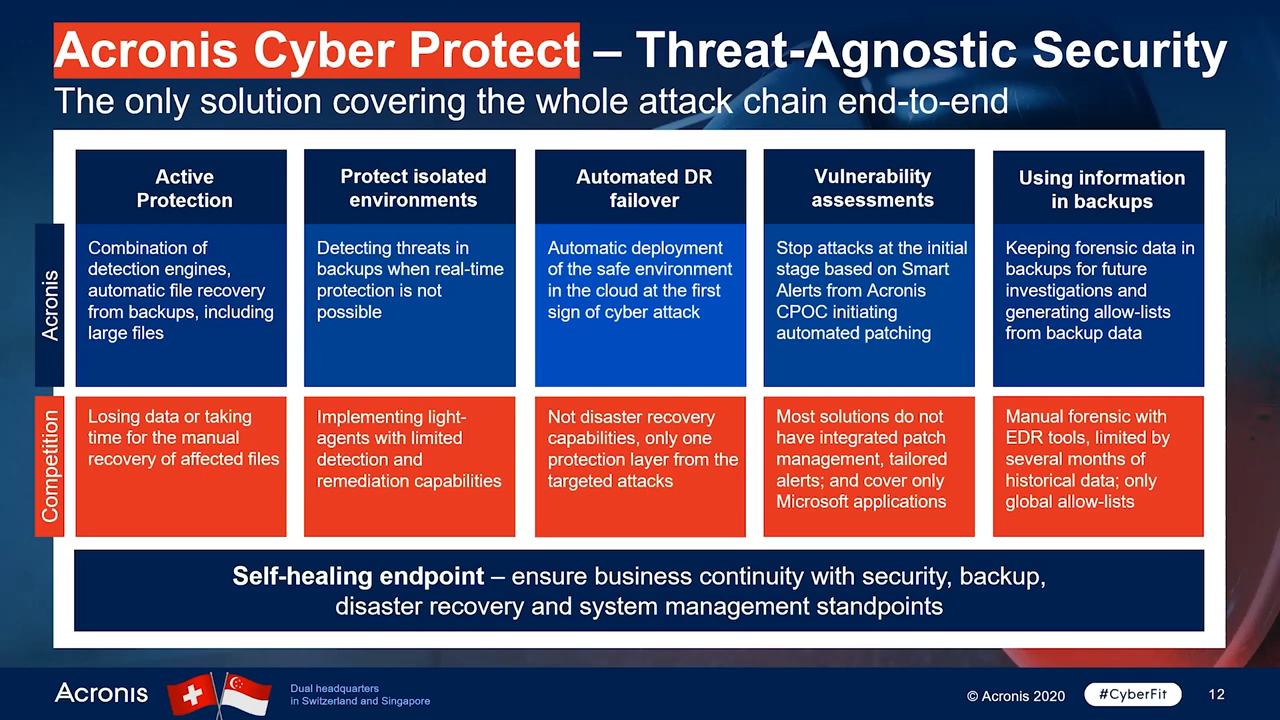 Acronis Cyber Protect – Threat-Agnostic Security
The only solution covering the whole attack chain end-to-end
Active
Protection
Protect isolated
environments
Automated DR
failover
Vulnerability
assessments
Using information
in backups
Acronis
Combination of
detection engines,
automatic file recovery
from backups, including
large files
Detecting threats in
backups when real-time
protection is not
possible
Automatic deployment
of the safe environment
in the cloud at the first
sign of cyber attack
Stop attacks at the initial
stage based on Smart
Alerts from Acronis
CPOC initiating
automated patching
Keeping forensic data in
backups for future
investigations and
generating allow-lists
from backup data
Competition
Losing data or taking
time for the manual
recovery of affected files
Implementing light-
agents with limited
detection and
remediation capabilities
Not disaster recovery
capabilities, only one
protection layer from the
targeted attacks
Most solutions do not
have integrated patch
management, tailored
alerts; and cover only
Microsoft applications
Manual forensic with
EDR tools, limited by
several months of
historical data; only
global allow-lists
Self-healing endpoint – ensure business continuity with security, backup,
disaster recovery and system management standpoints
Acronis
Dual headquarters
in Switzerland and Singapore
© Acronis 2020
#CyberFit
12